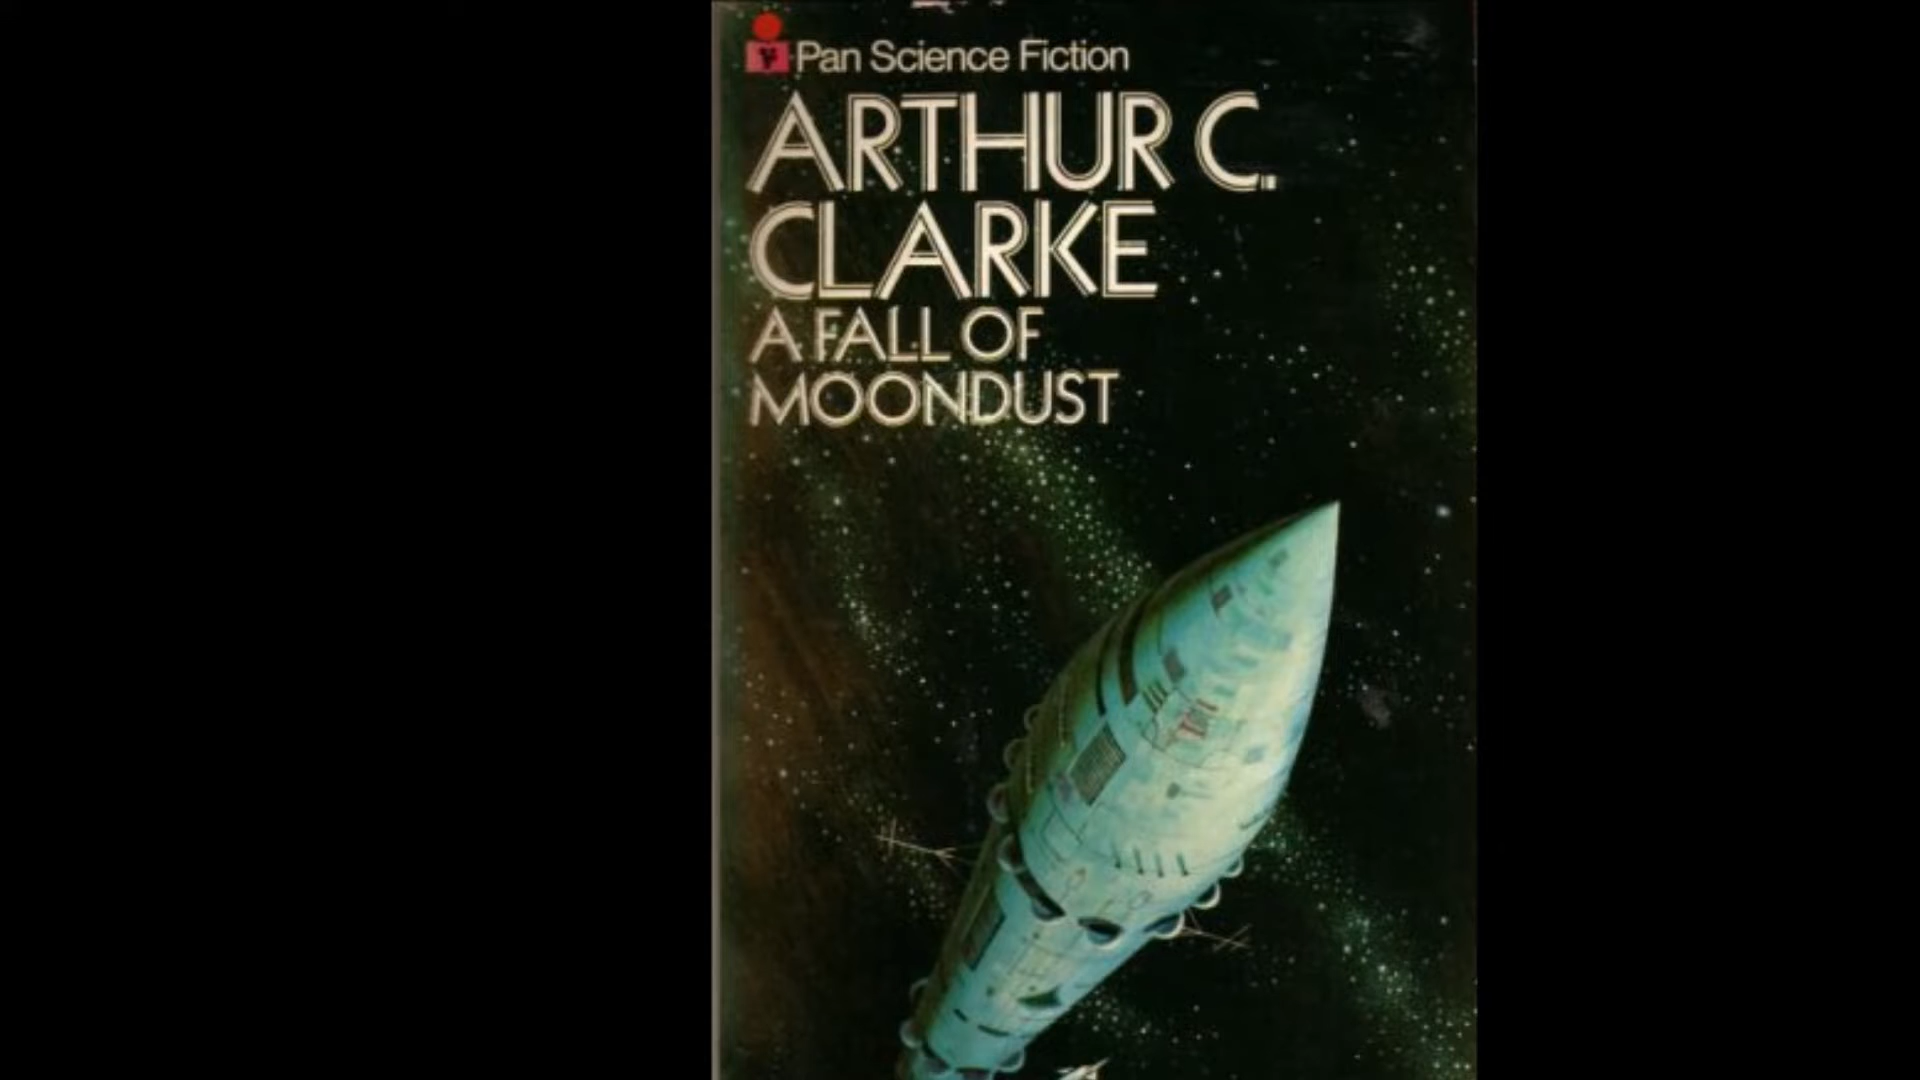 Pan Science Fiction
ARTHUR C.
CLARKE
A FALL OF
MOONDUST